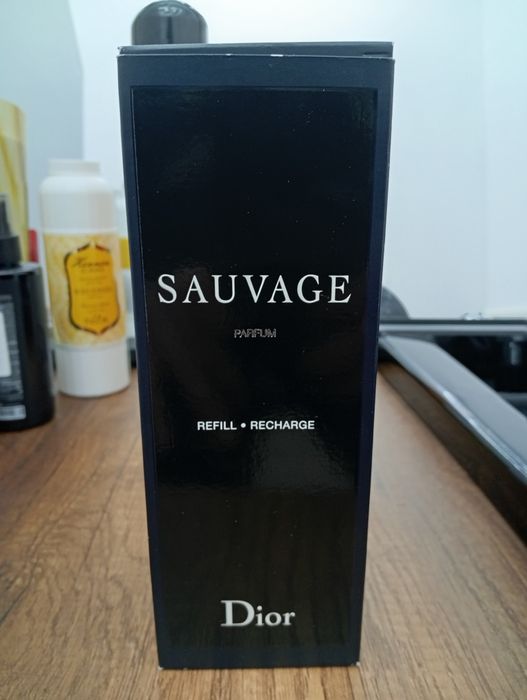 SAUVAGE
PARFUM
REFILL • RECHARGE
Dior